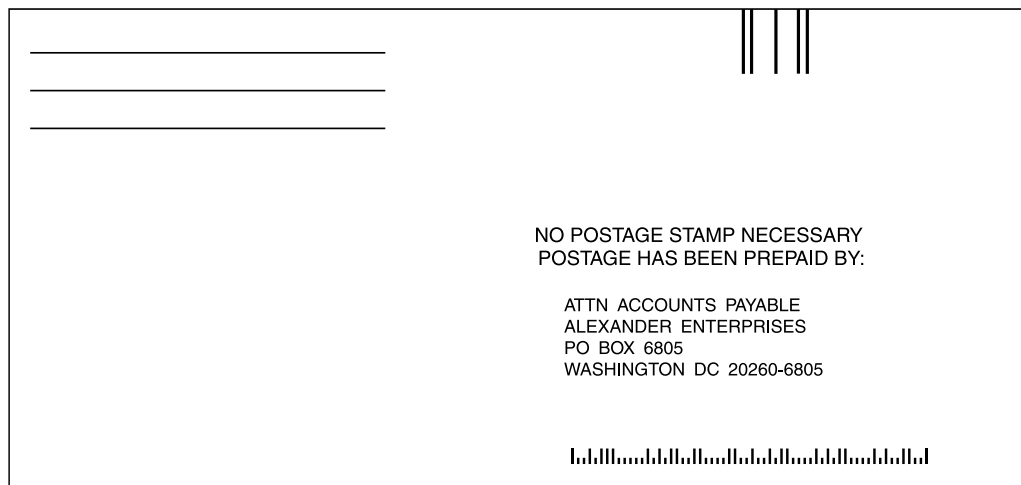 NO POSTAGE STAMP NECESSARY
POSTAGE HAS BEEN PREPAID BY:
ATTN ACCOUNTS PAYABLE
ALEXANDER ENTERPRISES
PO BOX 6805
WASHINGTON DC 20260-6805